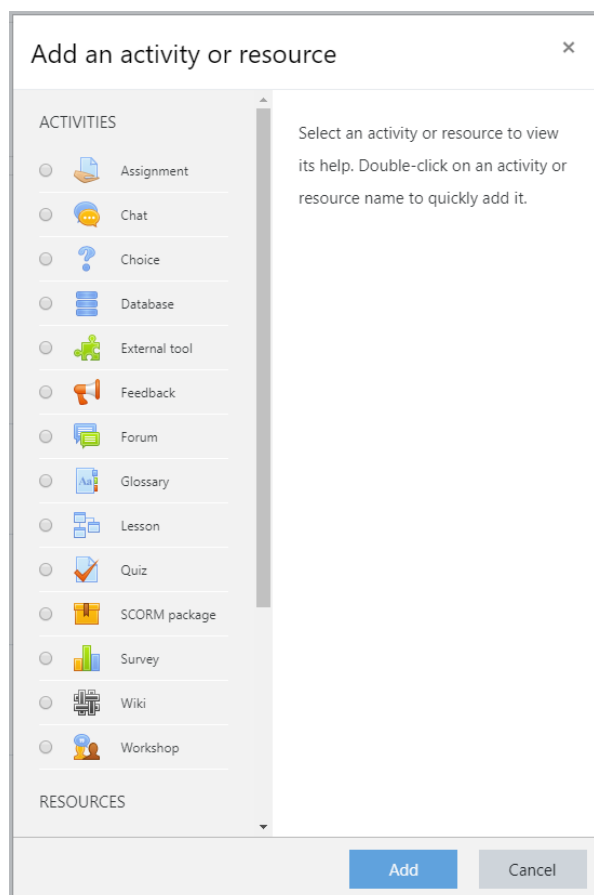 Add an activity or resource
×
ACTIVITIES
Assignment
Chat
Choice
Database
External tool
Feedback
Forum
Aa
Glossary
Lesson
Quiz
SCORM package
Survey
Wiki
Workshop
RESOURCES
Select an activity or resource to view
its help. Double-click on an activity or
resource name to quickly add it.
Add
Cancel